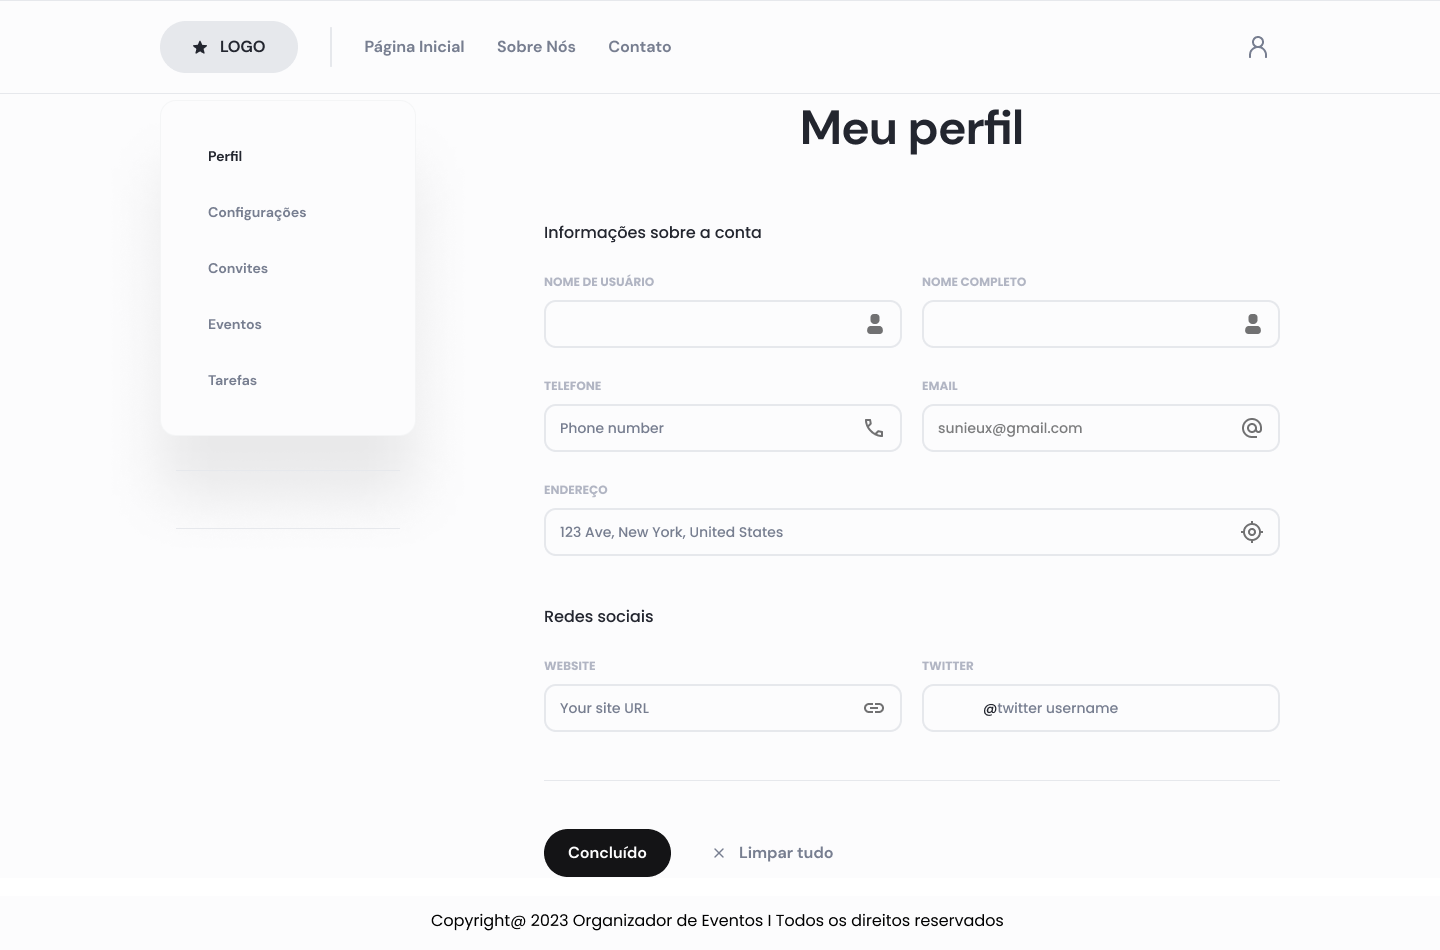 LOGO
Página Inicial
Sobre Nós
Contato
Perfil
Configurações
Convites
Eventos
Tarefas
Meu perfil
Informações sobre a conta
NOME DE USUÁRIO
NOME COMPLETO
TELEFONE
EMAIL
Phone number
sunieux@gmail.com
ENDEREÇO
123 Ave, New York, United States
Redes sociais
WEBSITE
TWITTER
Your site URL
@twitter username
Concluído
Limpar tudo
Copyright@ 2023 Organizador de Eventos I Todos os direitos reservados